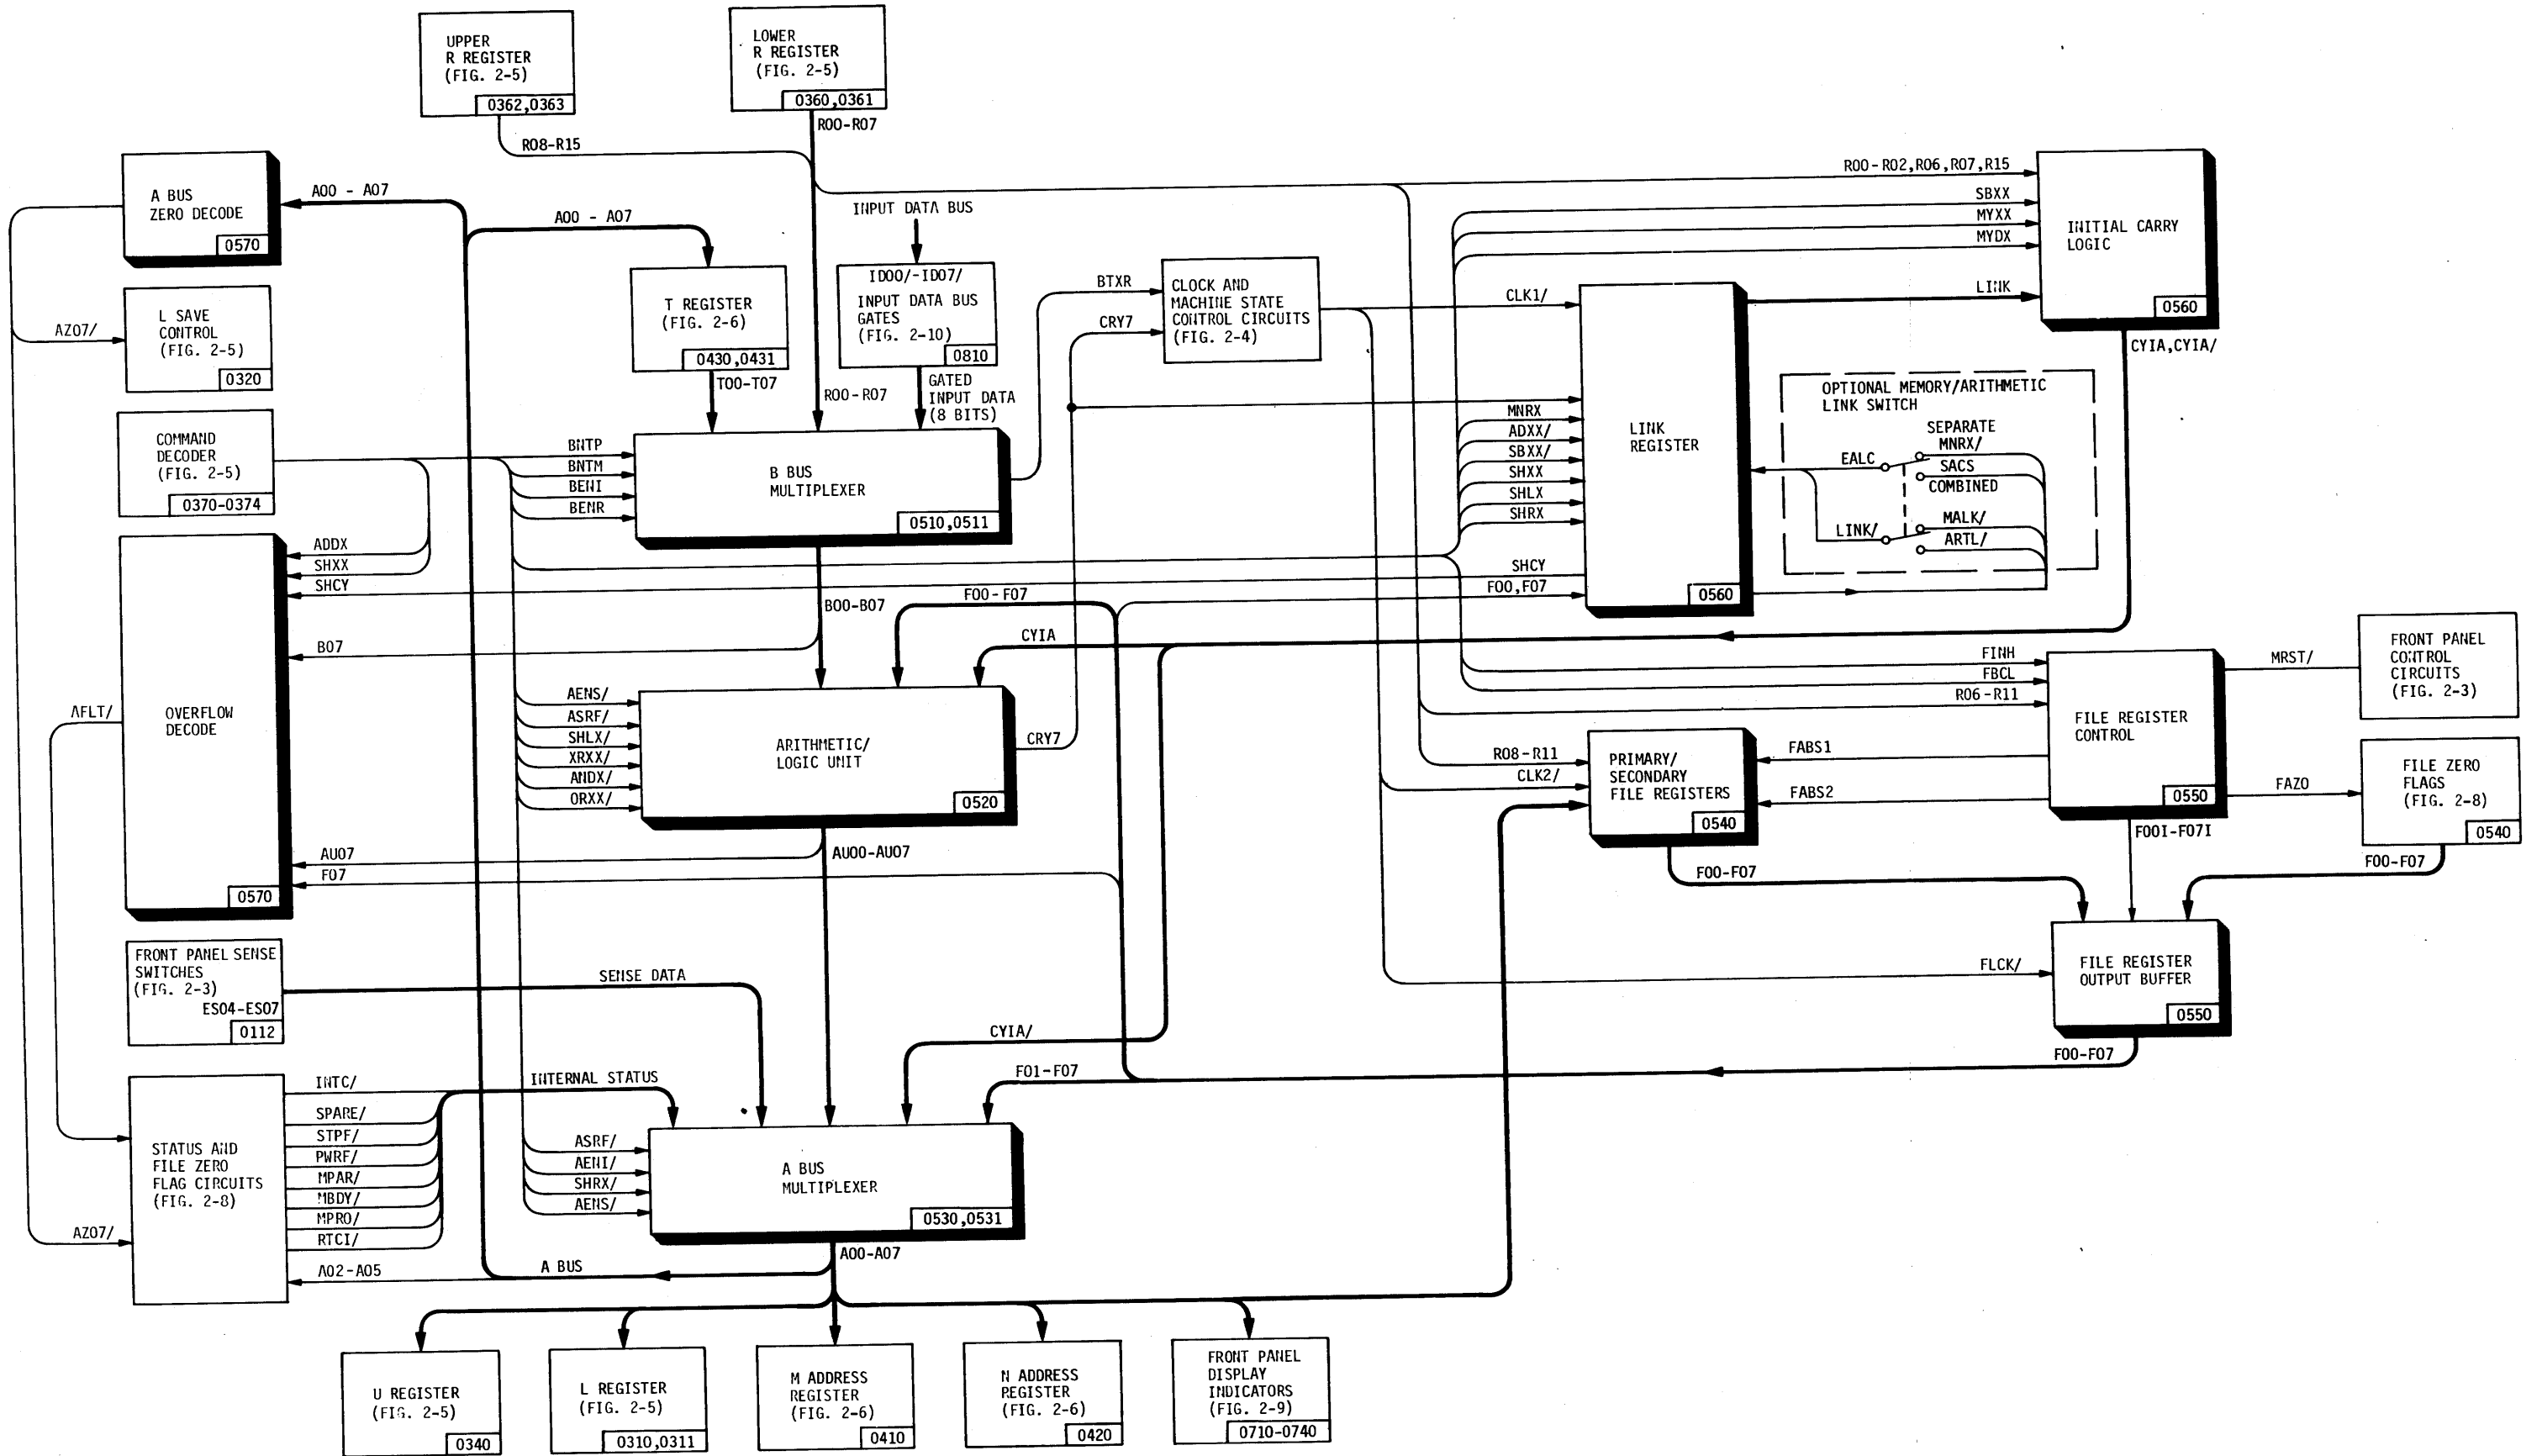 UPPER
R REGISTER
(FIG. 2-5)
0362,0363
LOWER
R REGISTER
(FIG. 2-5)
0360,0361
R00-R07
R08-R15
A BUS
ZERO DECODE
0570
A00 - A07
A00 - A07
INPUT DATA BUS
R00-R02,R06,R07,R15
SBXX
MYXX
MYDX
LINK
INITIAL CARRY
LOGIC
0560
CYIA,CYIA/
L SAVE
CONTROL
(FIG. 2-5)
0320
AZ07/
T REGISTER
(FIG. 2-6)
0430,0431
T00-T07
R00-R07
ID00/-ID07/
INPUT DATA BUS
GATES
(FIG. 2-10)
0810
GATED
INPUT DATA
(8 BITS)
BTXR
CRY7
CLOCK AND
MACHINE STATE
CONTROL CIRCUITS
(FIG. 2-4)
CLK1/
MNRX
ADXX/
SBXX/
SHXX
SHLX
SHRX
SHCY
F00,F07
LINK
REGISTER
0560
OPTIONAL MEMORY/ARITHMETIC
LINK SWITCH
SEPARATE
MNRX/
EALC
SACS
COMBINED
MALK/
LINK/
ARTL/
COMMAND
DECODER
(FIG. 2-5)
0370-0374
BNTP
BNTM
BENI
BENR
B BUS
MULTIPLEXER
0510,0511
ADDX
SHXX
SHCY
B00-B07
F00-F07
B07
CYIA
OVERFLOW
DECODE
0570
AFLT/
AU07
F07
AENS/
ASRF/
SHLX/
XRXX/
ANDX/
ORXX/
ARITHMETIC/
LOGIC UNIT
0520
CRY7
AU00-AU07
FINH
FBCL
R06-R11
FILE REGISTER
CONTROL
0550
MRST/
FRONT PANEL
CONTROL
CIRCUITS
(FIG. 2-3)
R08-R11
CLK2/
PRIMARY/
SECONDARY
FILE REGISTERS
0540
FABS1
FABS2
FAZO
FILE ZERO
FLAGS
(FIG. 2-8)
0540
F00I-F07I
F00-F07
F00-F07
FLCK/
FILE REGISTER
OUTPUT BUFFER
0550
F00-F07
FRONT PANEL SENSE
SWITCHES
(FIG. 2-3)
ES04-ES07
0112
SENSE DATA
CYIA/
F01-F07
STATUS AND
FILE ZERO
FLAG CIRCUITS
(FIG. 2-8)
INTC/
SPARE/
STPF/
PWRF/
MPAR/
MBDY/
MPRO/
RTCI/
AZ07/
A02-A05
INTERNAL STATUS
ASRF/
AENI/
SHRX/
AENS/
A BUS
MULTIPLEXER
0530,0531
A00-A07
A BUS
U REGISTER
(FIG. 2-5)
0340
L REGISTER
(FIG. 2-5)
0310,0311
M ADDRESS
REGISTER
(FIG. 2-6)
0410
N ADDRESS
REGISTER
(FIG. 2-6)
0420
FRONT PANEL
DISPLAY
INDICATORS
(FIG. 2-9)
0710-0740